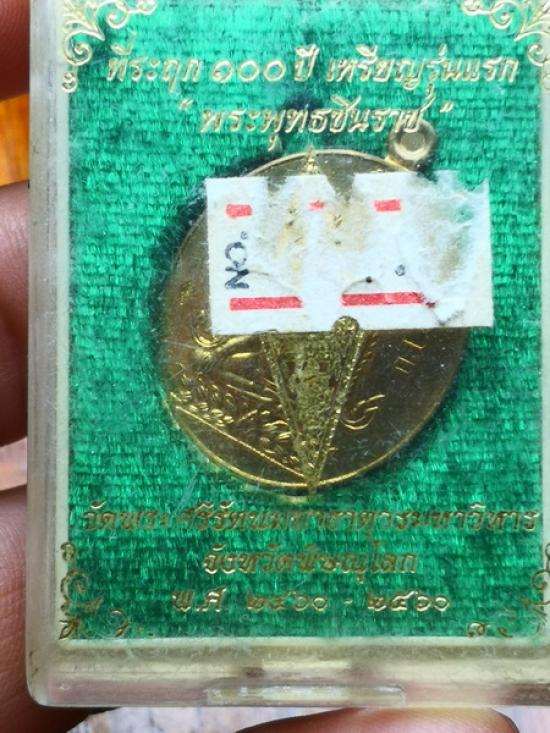 ที่ระฤก ๑๐๐ ปี เหรียญรุ่นแรก
" พระพุทธชินราช "
NO.
วัดพระศรีรัตนมหาธาตุวรมหาวิหาร
จังหวัดพิษณุโลก
พ.ศ ๒๔๖๐ - ๒๕๖๐